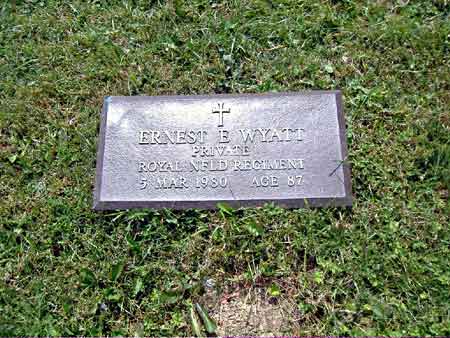 ERNEST E WYATT
PRIVATE
ROYAL NFLD REGIMENT
5 MAR 1980 AGE 87